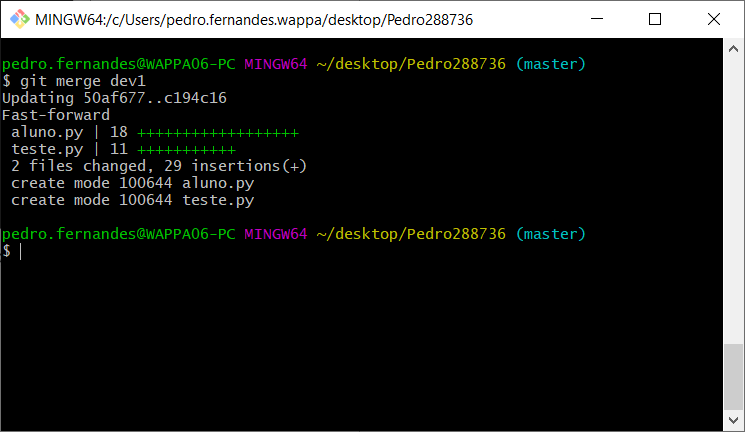 MINGW64:/c/Users/pedro.fernandes.wappa/desktop/Pedro288736
pedro.fernandes@WAPPA06-PC MINGW64 ~/desktop/Pedro288736 (master)
$ git merge dev1
Updating 50af677..c194c16
Fast-forward
 aluno.py | 18 ++++++++++++++++++
 teste.py | 11 +++++++++++
 2 files changed, 29 insertions(+)
 create mode 100644 aluno.py
 create mode 100644 teste.py
pedro.fernandes@WAPPA06-PC MINGW64 ~/desktop/Pedro288736 (master)
$